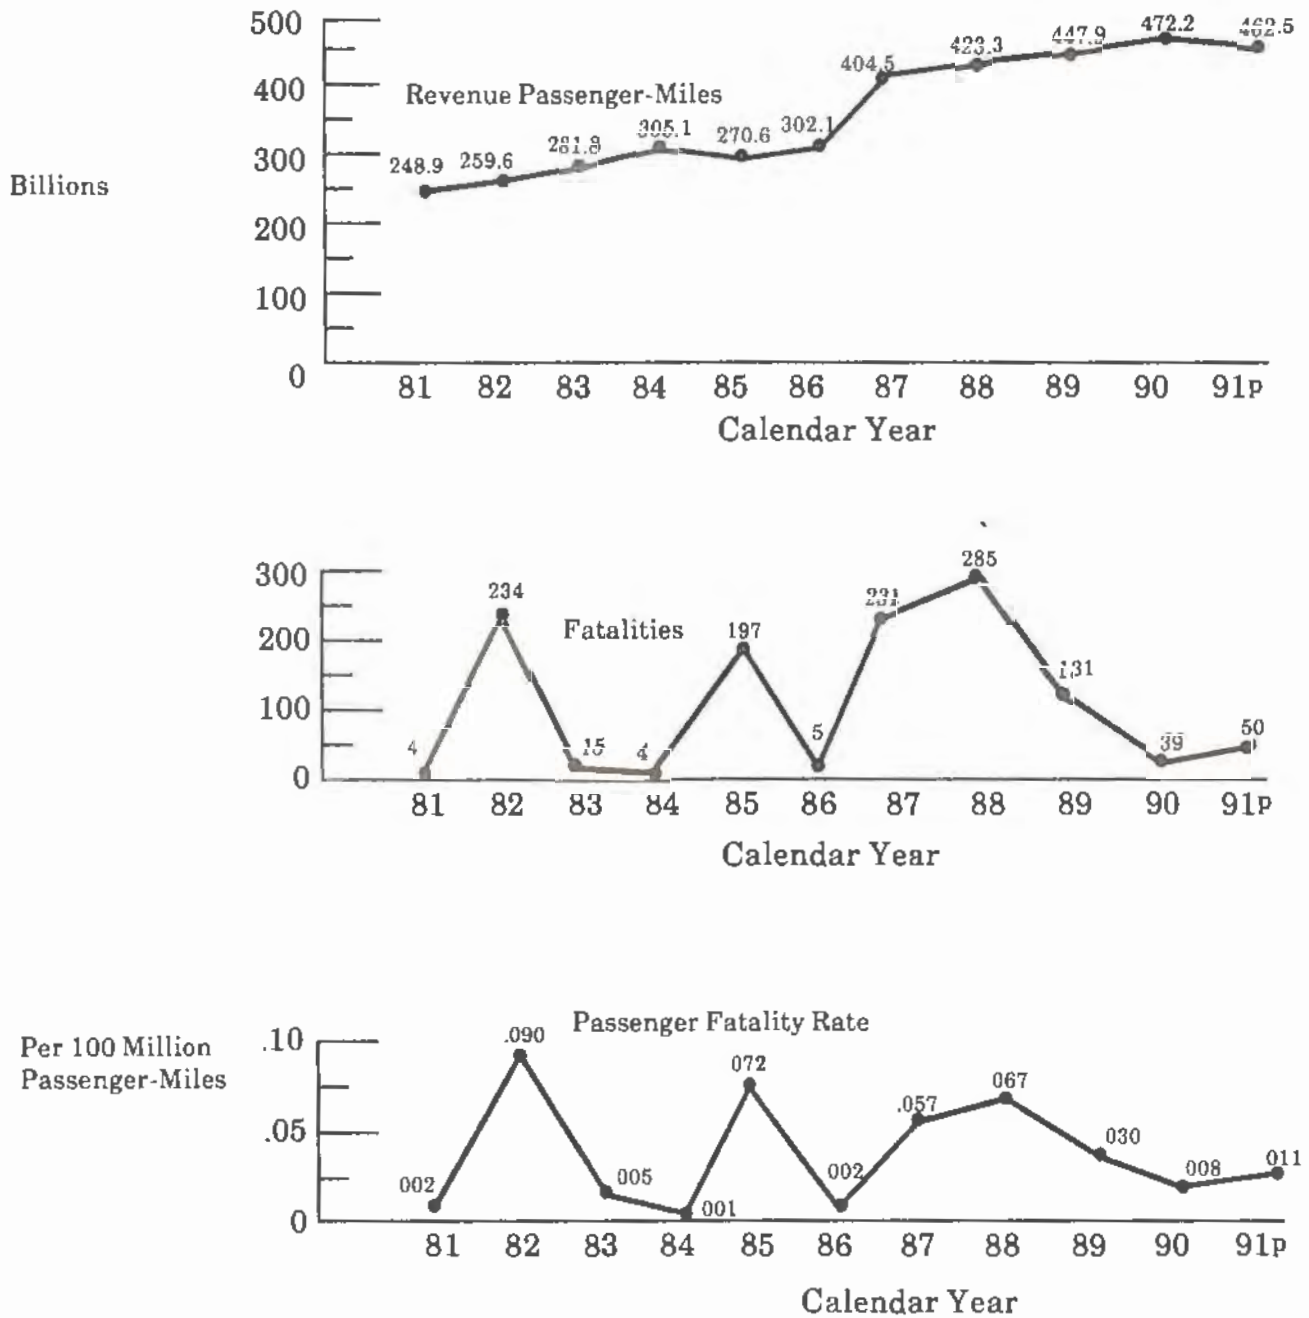 500
400
300
200
100
0
Billions
Revenue Passenger-Miles
248.9 259.6 281.8 305.1 270.6 302.1 404.5 423.3 447.9 472.2 462.5
81 82 83 84 85 86 87 88 89 90 91p
Calendar Year
300
200
100
0
Fatalities
4 234 15 4 197 5 231 285 131 39 50
81 82 83 84 85 86 87 88 89 90 91p
Calendar Year
Per 100 Million
Passenger-Miles
.10
.05
0
Passenger Fatality Rate
002 .090 005 001 072 002 .057 067 030 008 011
81 82 83 84 85 86 87 88 89 90 91p
Calendar Year